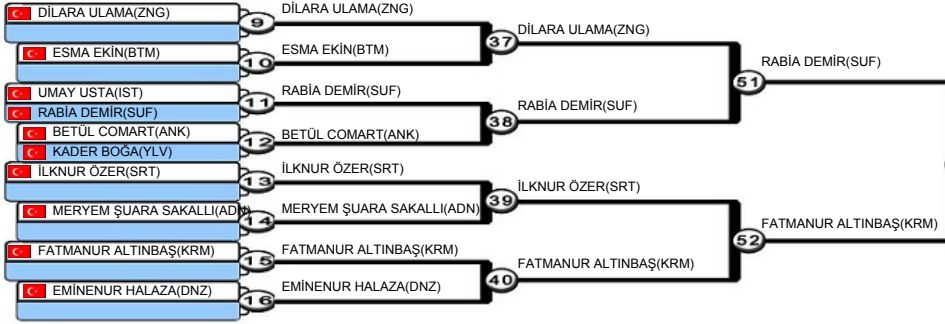 DİLARA ULAMA(ZNG)
9
DİLARA ULAMA(ZNG)
37
DİLARA ULAMA(ZNG)
ESMA EKİN(BTM)
10
ESMA EKİN(BTM)
51
RABİA DEMİR(SUF)
UMAY USTA(IST)
11
RABİA DEMİR(SUF)
RABİA DEMİR(SUF)
38
RABİA DEMİR(SUF)
BETÜL COMART(ANK)
12
BETÜL COMART(ANK)
KADER BOĞA(YLV)
İLKNUR ÖZER(SRT)
13
İLKNUR ÖZER(SRT)
39
İLKNUR ÖZER(SRT)
MERYEM ŞUARA SAKALLI(ADN)
14
MERYEM ŞUARA SAKALLI(ADN)
52
FATMANUR ALTINBAŞ(KRM)
FATMANUR ALTINBAŞ(KRM)
15
FATMANUR ALTINBAŞ(KRM)
40
FATMANUR ALTINBAŞ(KRM)
EMİNENUR HALAZA(DNZ)
16
EMİNENUR HALAZA(DNZ)